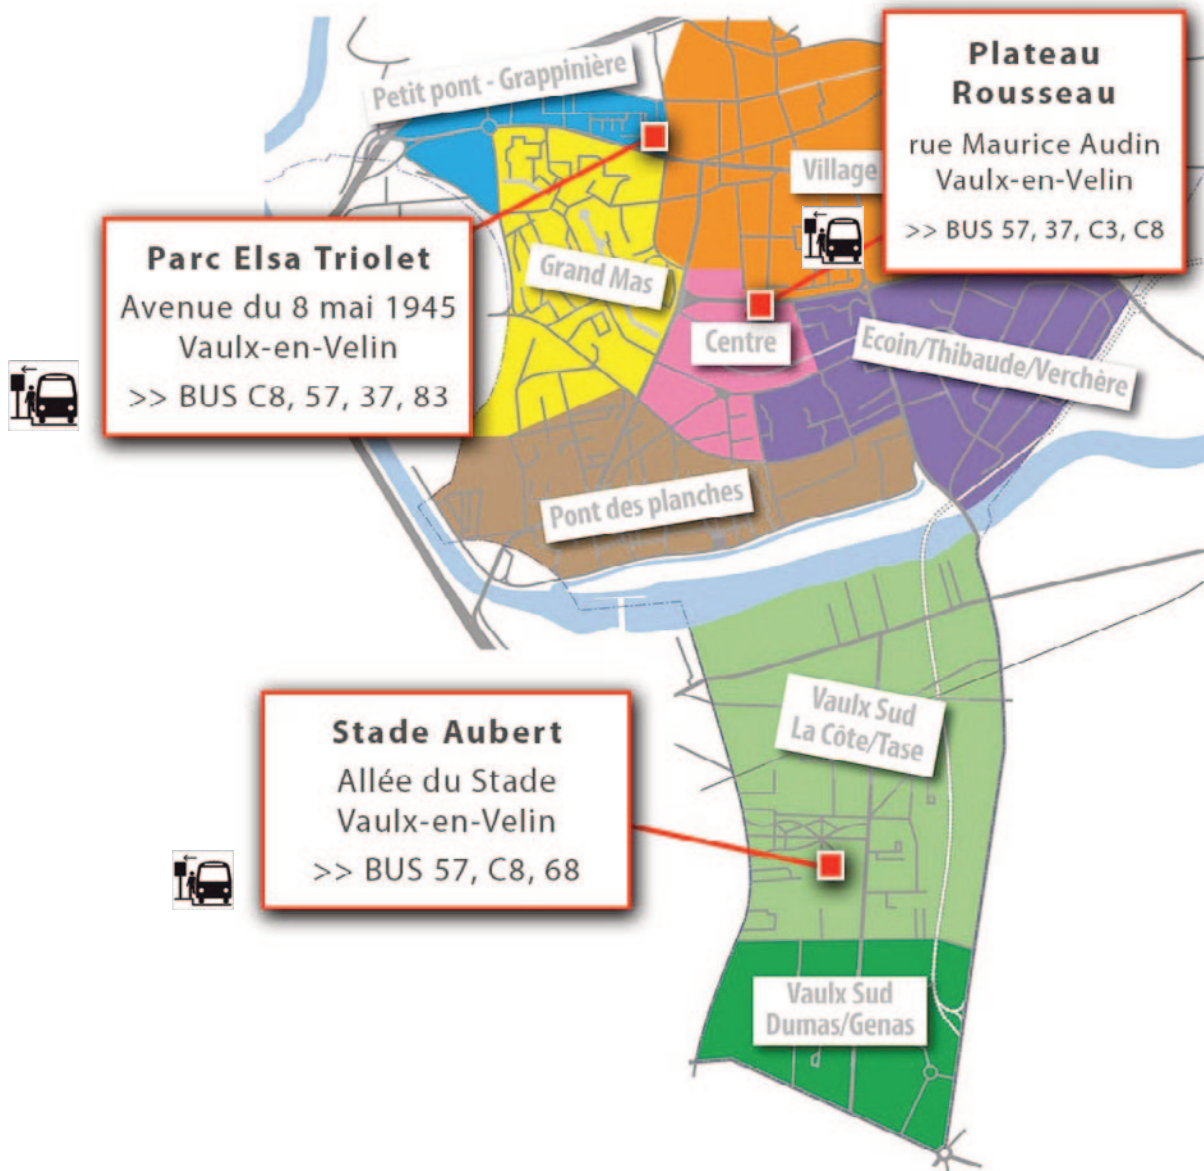 Petit pont - Grappinière
Plateau
Rousseau
rue Maurice Audin
Vaulx-en-Velin
>> BUS 57, 37, C3, C8
Village
Parc Elsa Triolet
Avenue du 8 mai 1945
Vaulx-en-Velin
>> BUS C8, 57, 37, 83
Grand Mas
Centre
Ecoin/Thibaude/Verchère
Pont des planches
Vaulx Sud
La Côte/Tase
Stade Aubert
Allée du Stade
Vaulx-en-Velin
>> BUS 57, C8, 68
Vaulx Sud
Dumas/Genas